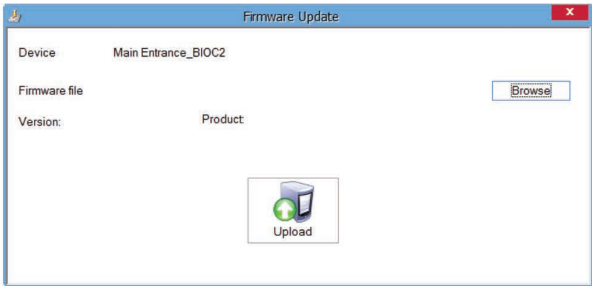 Firmware Update
Device Main Entrance_BIOC2
Firmware file Browse
Version: Product:
Upload